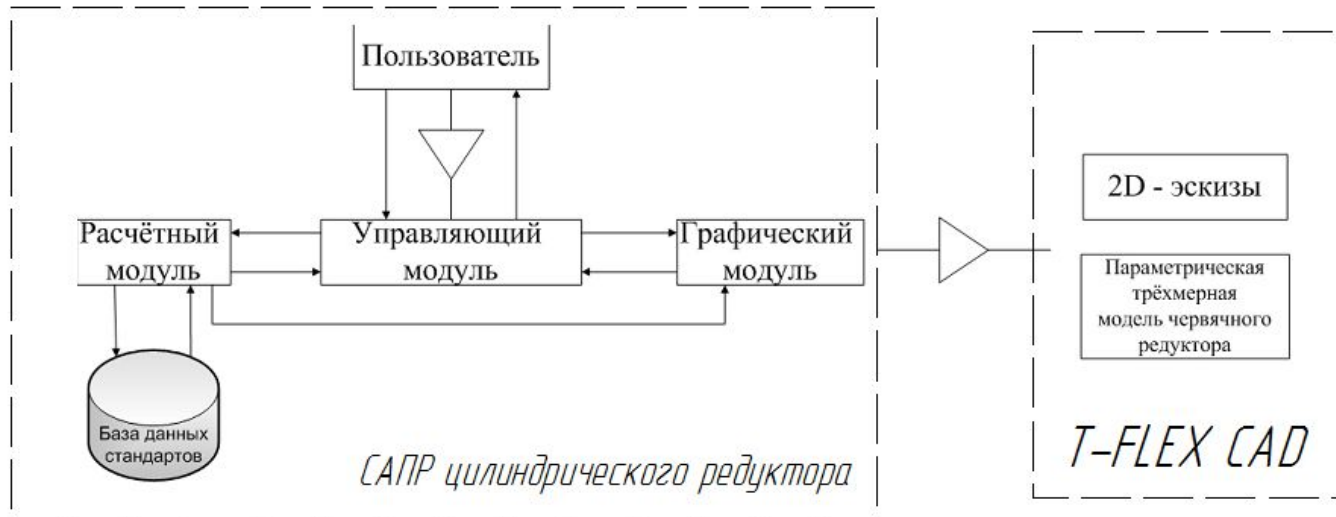 Пользователь
Расчётный
модуль
Управляющий
модуль
Графический
модуль
База данных
стандартов
САПР цилиндрического редуктора
2D - эскизы
Параметрическая
трёхмерная
модель червячного
редуктора
T-FLEX CAD